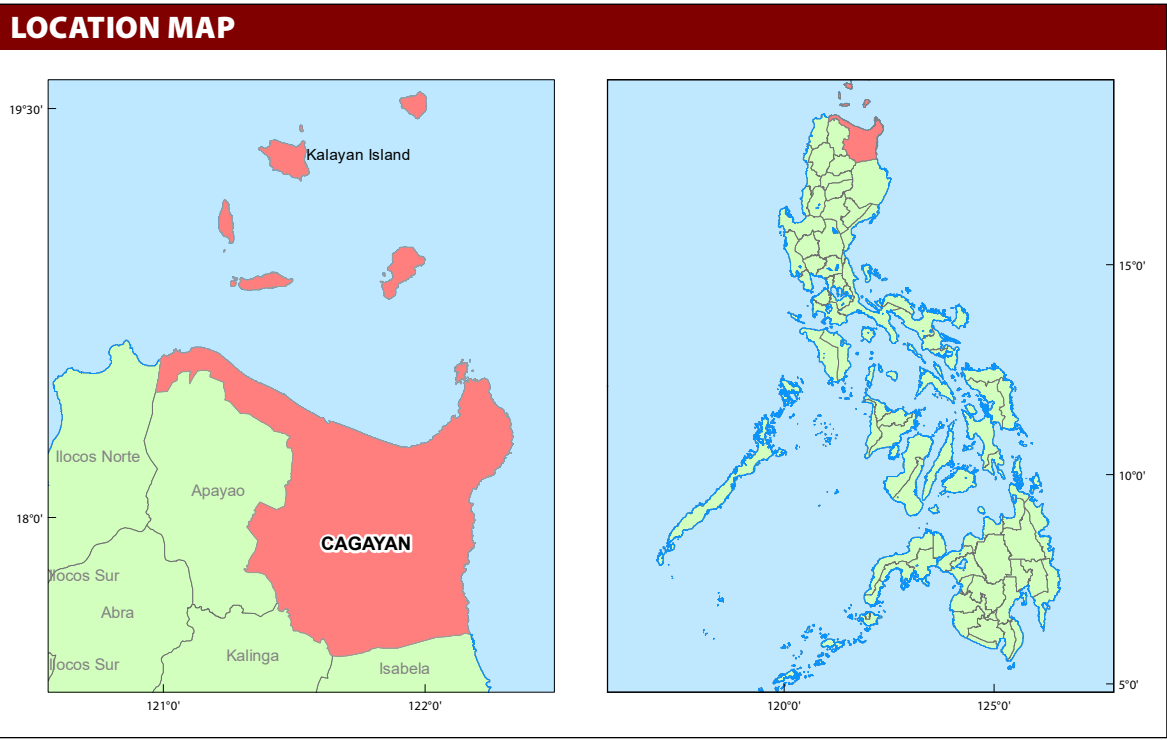 LOCATION MAP
19°30'
Kalayan Island
Ilocos Norte
Apayao
18°0'
CAGAYAN
Ilocos Sur
Abra
Kalinga
Ilocos Sur
Isabela
121°0'
122°0'
15°0'
10°0'
5°0'
120°0'
125°0'